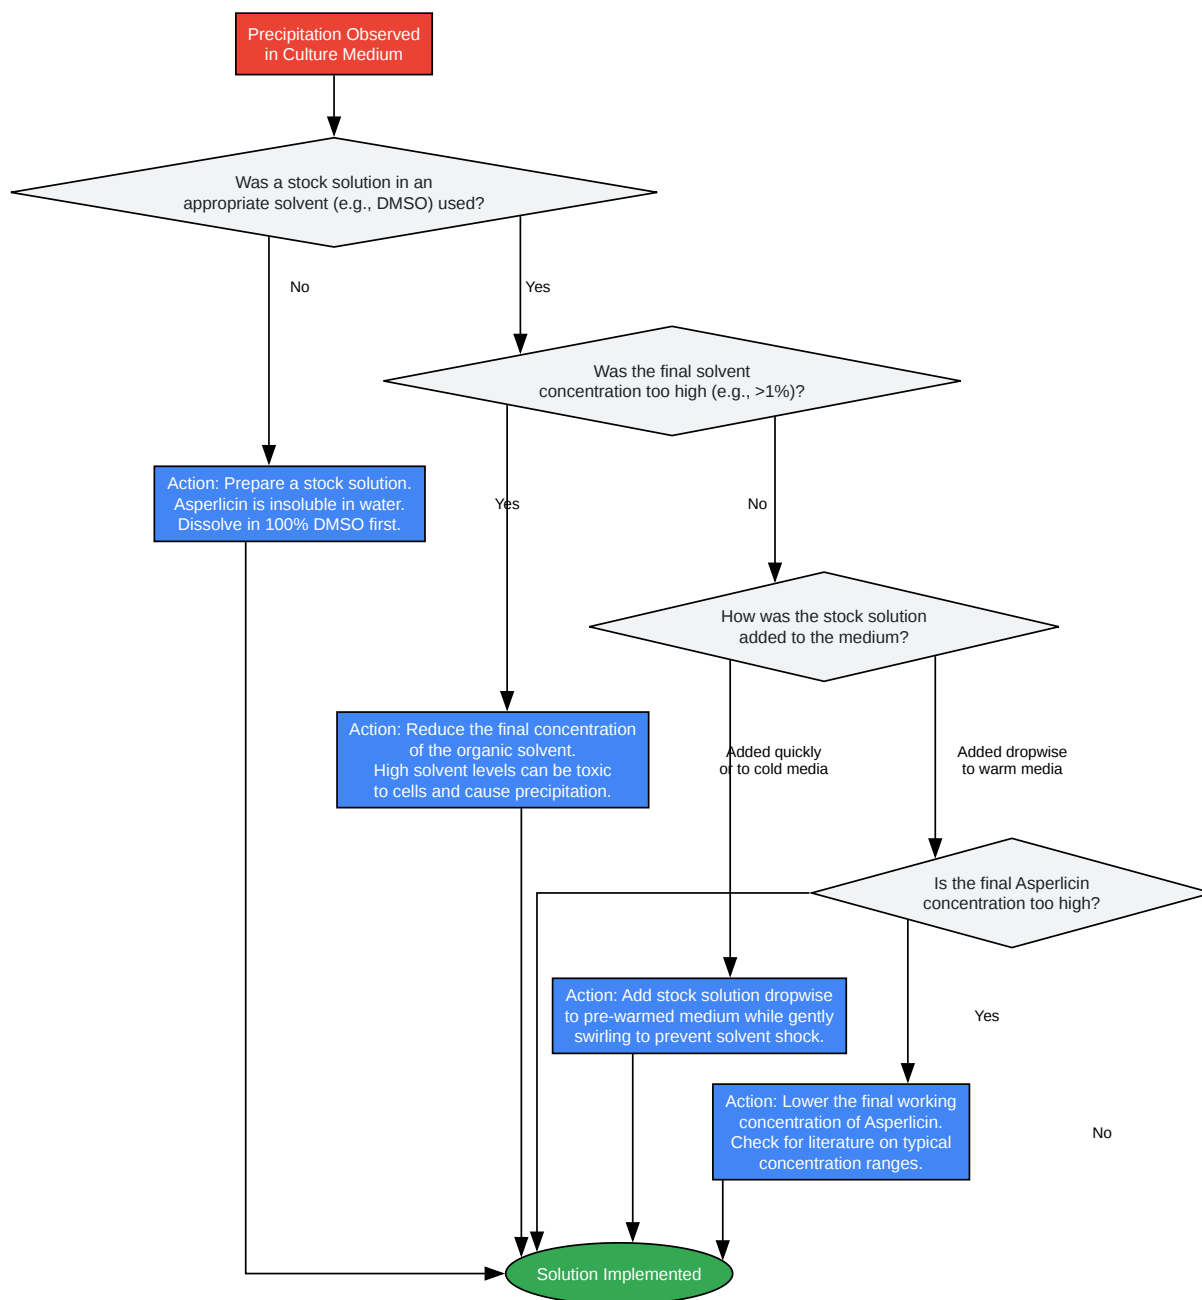 Precipitation Observed
in Culture Medium
Was a stock solution in an
appropriate solvent (e.g., DMSO) used?
No
Yes
Was the final solvent
concentration too high (e.g., >1%)?
Action: Prepare a stock solution.
Asperlicin is insoluble in water.
Dissolve in 100% DMSO first.
Yes
No
How was the stock solution
added to the medium?
Action: Reduce the final concentration
of the organic solvent.
High solvent levels can be toxic
to cells and cause precipitation.
Added quickly
or to cold media
Added dropwise
to warm media
Is the final Asperlicin
concentration too high?
Action: Add stock solution dropwise
to pre-warmed medium while gently
swirling to prevent solvent shock.
Yes
Action: Lower the final working
concentration of Asperlicin.
Check for literature on typical
concentration ranges.
No
Solution Implemented